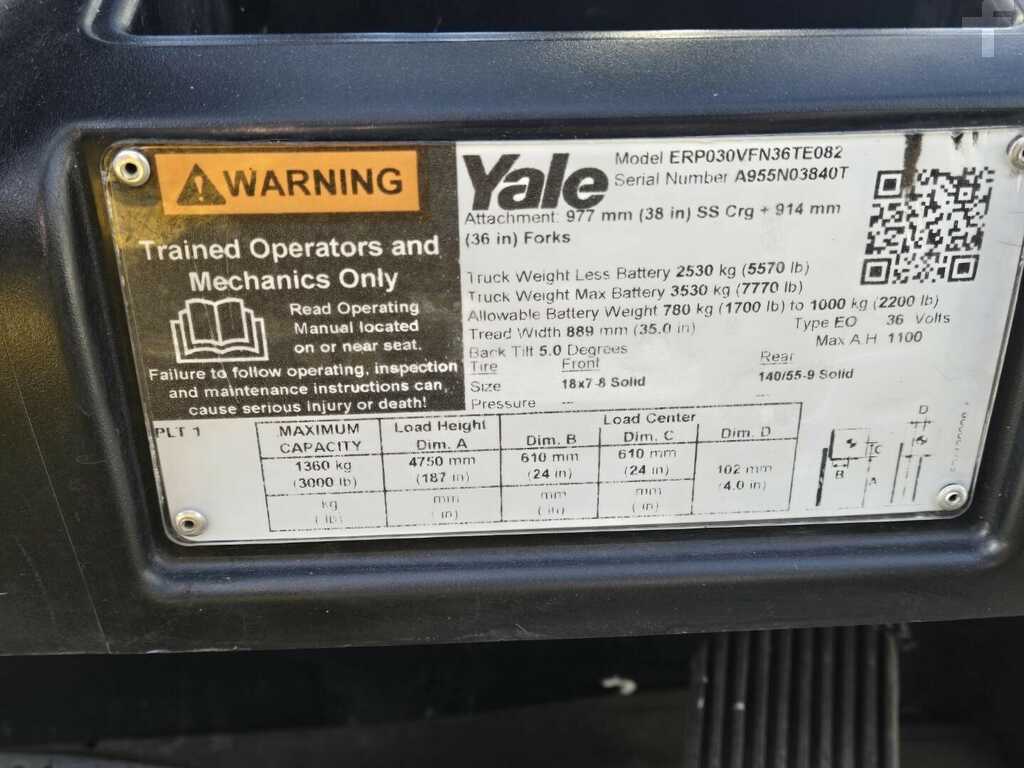 WARNING
Trained Operators and
Mechanics Only
Read Operating
Manual located
on or near seat.
Failure to follow operating, inspection
and maintenance instructions can
cause serious injury or death!
Yale
Model ERP030VFN36TE082
Serial Number A955N03840T
Attachment: 977 mm (38 in) SS Crg + 914 mm
(36 in) Forks
Truck Weight Less Battery 2530 kg (5570 lb)
Truck Weight Max Battery 3530 kg (7770 lb)
Allowable Battery Weight 780 kg (1700 lb) to 1000 kg (2200 lb)
Tread Width 889 mm (35.0 in) Type EO 36 Volts
Back Tilt 5.0 Degrees Max A.H 1100
Tire Front Rear
Size 18x7-8 Solid 140/55-9 Solid
Pressure -- ---
PLT 1
MAXIMUM CAPACITY Load Height Dim. A Load Center Dim. B Dim. C Dim. D
1360 kg 4750 mm 610 mm 610 mm 102 mm
(3000 lb) (187 in) (24 in) (24 in) (4.0 in)
kg mm mm mm mm
(lb) (in) (in) (in) (in)
D
C
B A